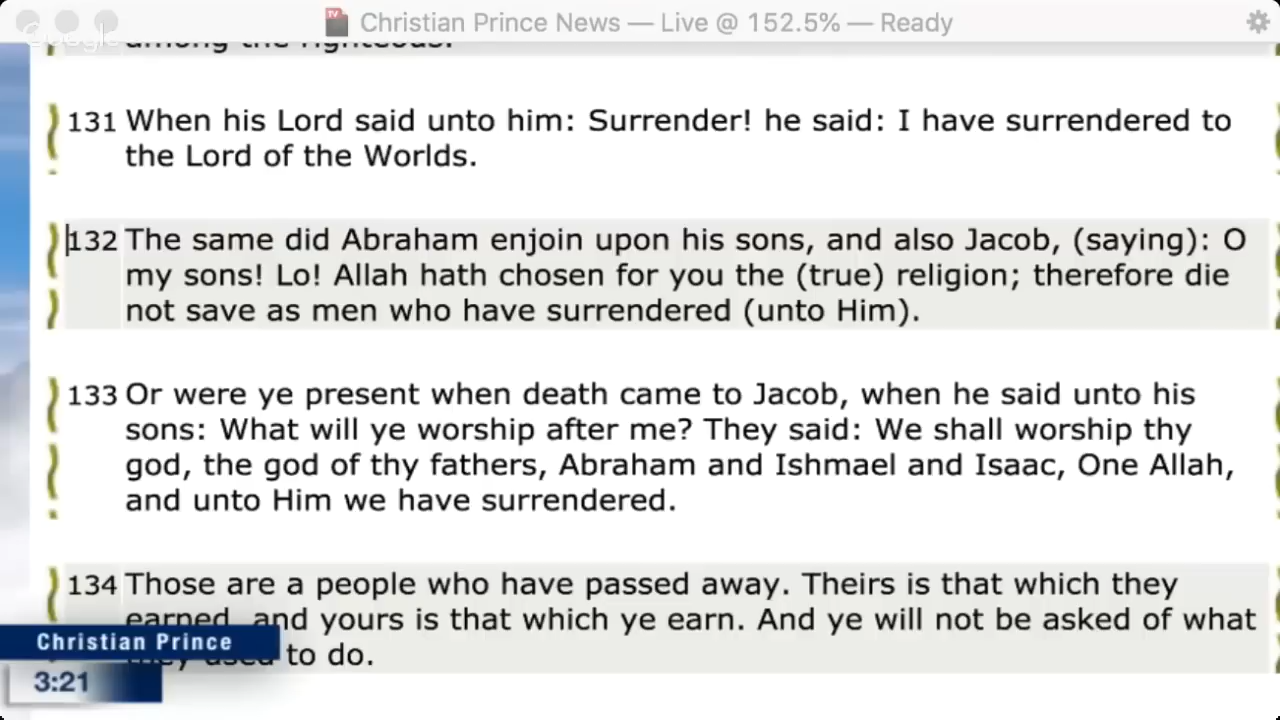 Christian Prince News — Live @ 152.5% — Ready
Google
among the righteous.
131 When his Lord said unto him: Surrender! he said: I have surrendered to
the Lord of the Worlds.
132 The same did Abraham enjoin upon his sons, and also Jacob, (saying): O
my sons! Lo! Allah hath chosen for you the (true) religion; therefore die
not save as men who have surrendered (unto Him).
133 Or were ye present when death came to Jacob, when he said unto his
sons: What will ye worship after me? They said: We shall worship thy
god, the god of thy fathers, Abraham and Ishmael and Isaac, One Allah,
and unto Him we have surrendered.
134 Those are a people who have passed away. Theirs is that which they
earned, and yours is that which ye earn. And ye will not be asked of what
they used to do.
Christian Prince
3:21